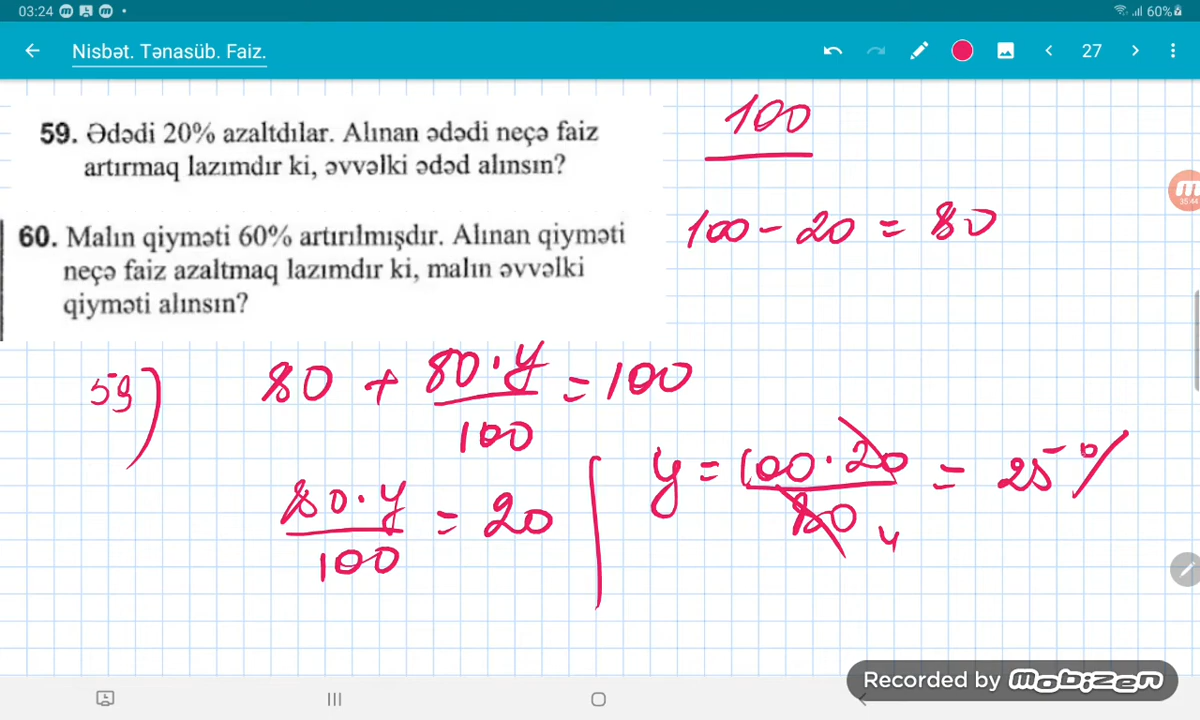 03:24
60%
Nisbət. Tənasüb. Faiz.
27
59. Ədədi 20% azaltdılar. Alınan ədədi neçə faiz
artırmaq lazımdır ki, əvvəlki ədəd alınsın?
60. Malın qiyməti 60% artırılmışdır. Alınan qiyməti
neçə faiz azaltmaq lazımdır ki, malın əvvəlki
qiyməti alınsın?
100
100 - 20 = 80
35:44
59) 80 + 80·y/100 = 100
80·y/100 = 20
y = 100·20/80 = 25%
4
Recorded by Mobizen